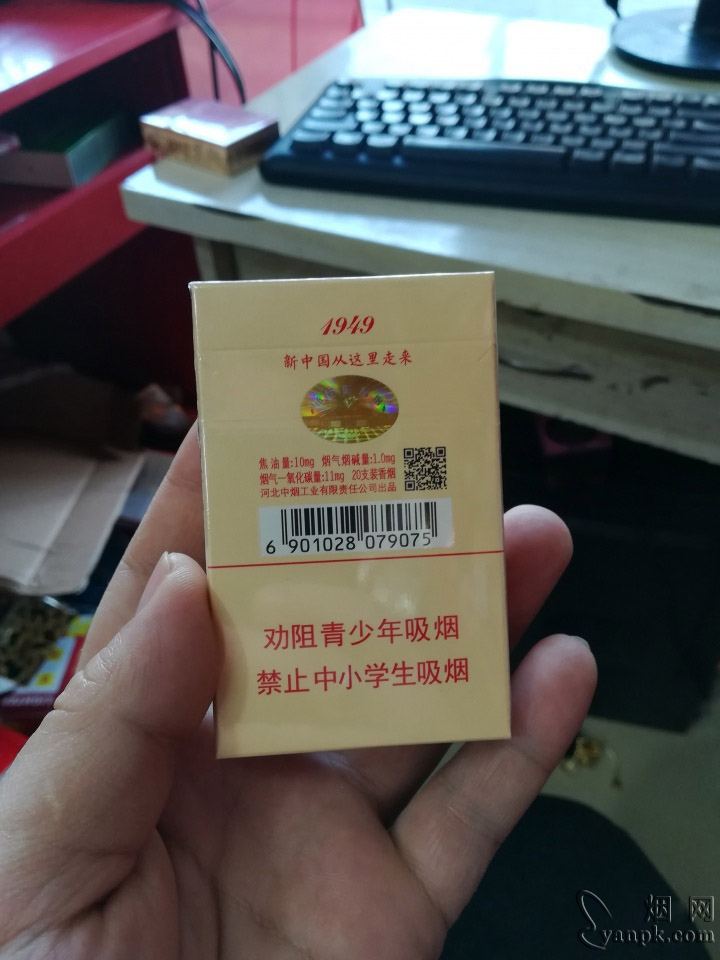 1949
新中国从这里走来
焦油量:10mg 烟气烟碱量:1.0mg
烟气一氧化碳量:11mg 20支装香烟
河北中烟工业有限责任公司出品
6 901028 079075
劝阻青少年吸烟
禁止中小学生吸烟
烟网
yanpk.com